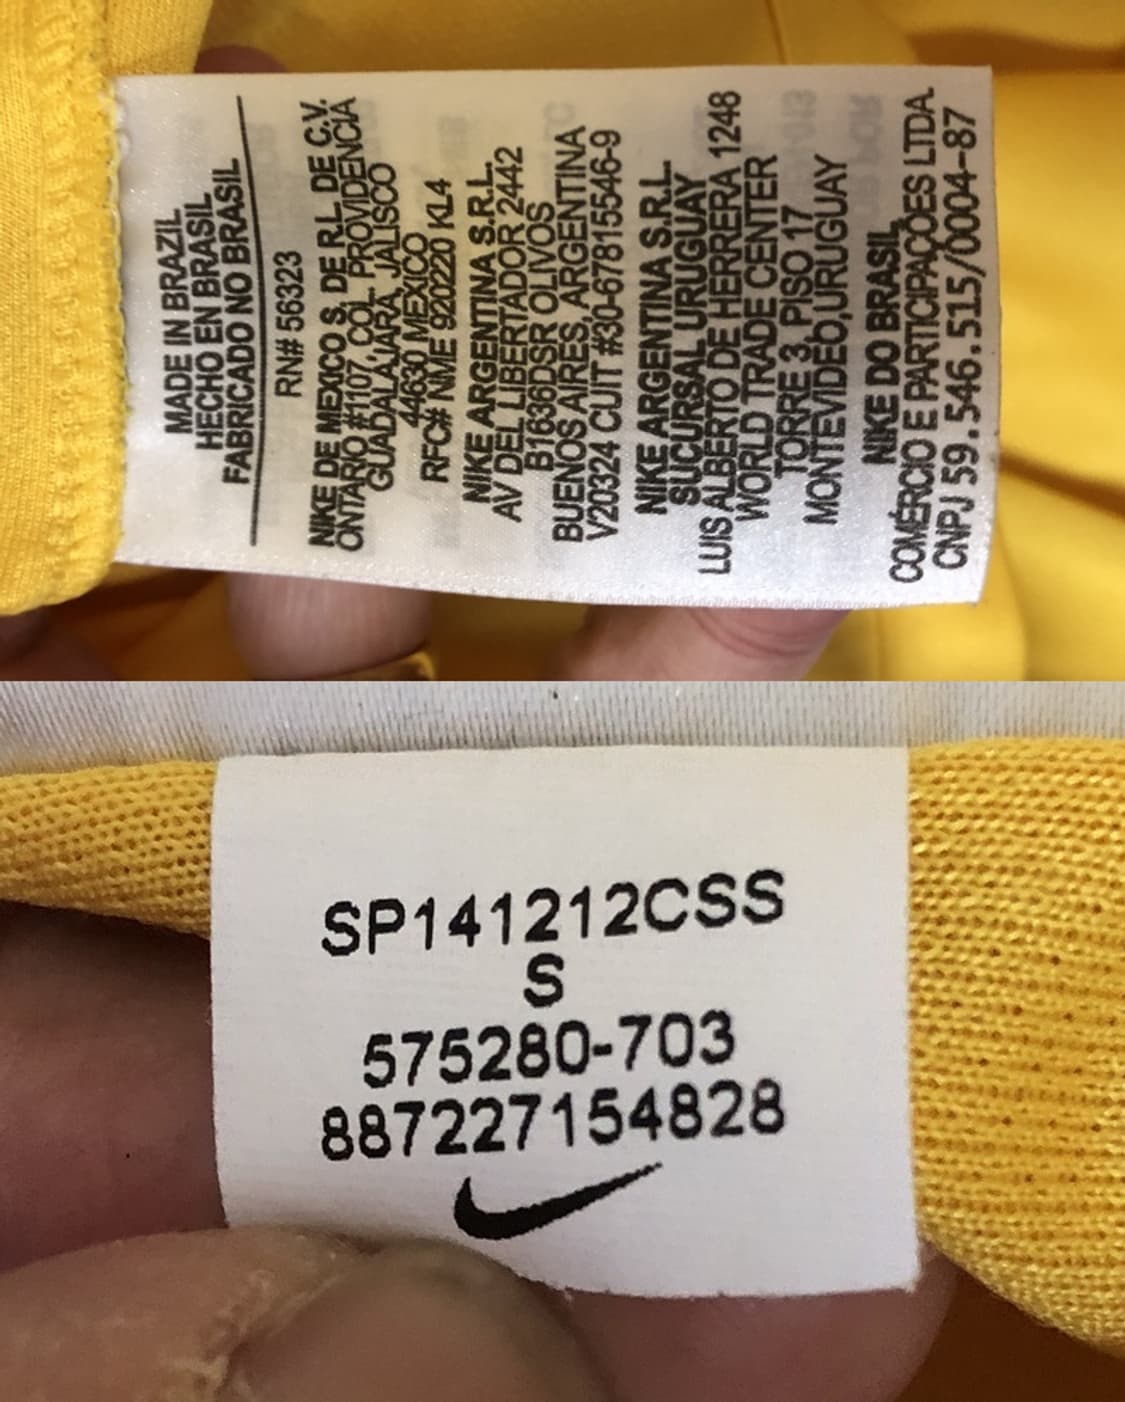 MADE IN BRAZIL
HECHO EN BRASIL
FABRICADO NO BRASIL
RN# 56323
NIKE DE MEXICO S. DE R.L. DE C.V.
ONTARIO #1107, COL. PROVIDENCIA
GUADALAJARA, JALISCO
44630 MEXICO
RFC# NME 920220 KL4
NIKE ARGENTINA S.R.L.
AV DEL LIBERTADOR 2442
B1636DSR OLIVOS
BUENOS AIRES, ARGENTINA
V20324 CUIT #30-67815546-9
NIKE ARGENTINA S.R.L
SUCURSAL URUGUAY
LUIS ALBERTO DE HERRERA 1248
WORLD TRADE CENTER
TORRE 3, PISO 17
MONTEVIDEO,URUGUAY
NIKE DO BRASIL
COMÉRCIO E PARTICIPAÇÕES LTDA.
CNPJ 59.546.515/0004-87
SP141212CSS
S
575280-703
887227154828